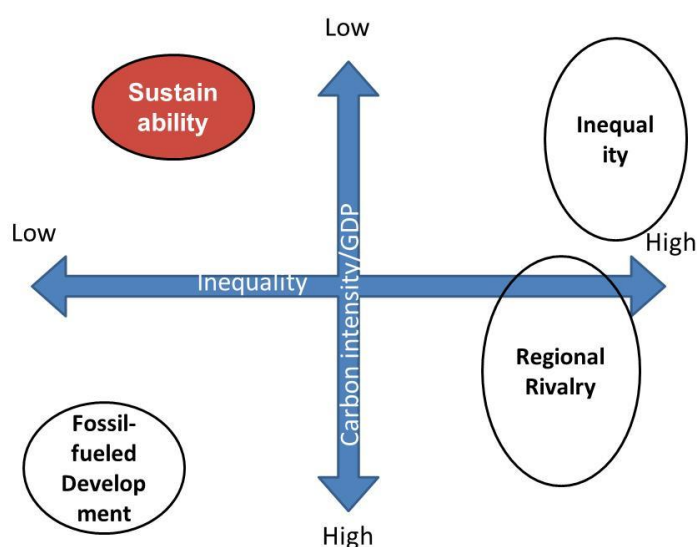 Low
Sustain
ability
Inequal
ity
Low
High
Inequality
Carbon intensity/GDP
Regional
Rivalry
Fossil-
fueled
Develop
ment
High